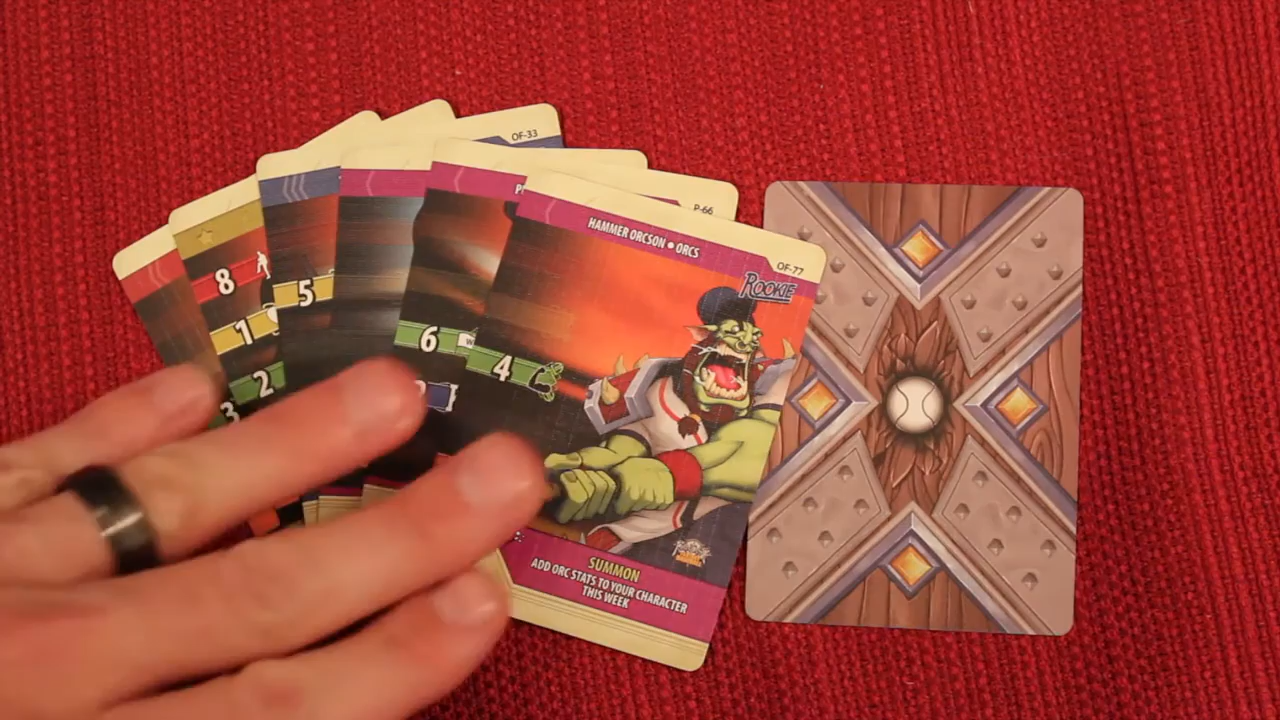 OF-33
P-66
HAMMER ORCSON • ORCS
OF-77
ROOKIE
8
1
5
2
3
6
4
SUMMON
ADD ORC STATS TO YOUR CHARACTER
THIS WEEK